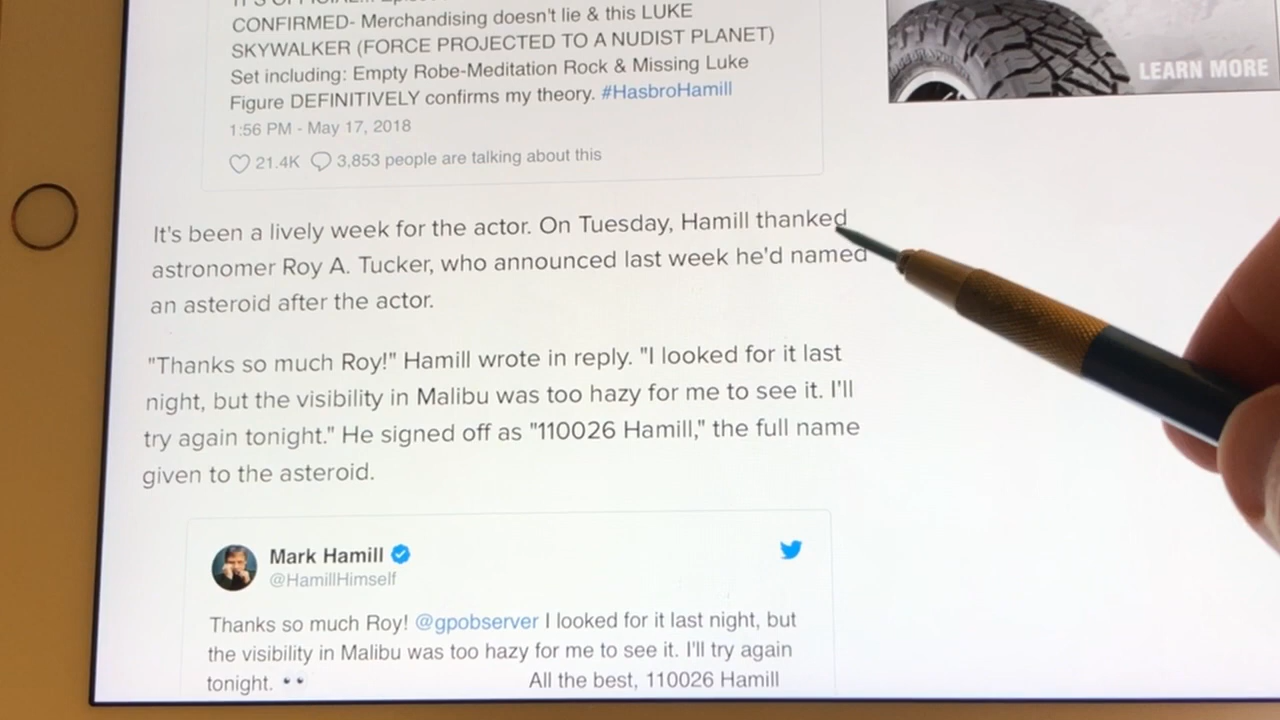 CONFIRMED- Merchandising doesn't lie & this LUKE
SKYWALKER (FORCE PROJECTED TO A NUDIST PLANET)
Set including: Empty Robe-Meditation Rock & Missing Luke
Figure DEFINITIVELY confirms my theory. #HasbroHamill
1:56 PM - May 17, 2018
21.4K 3,853 people are talking about this
LEARN MORE
It's been a lively week for the actor. On Tuesday, Hamill thanked
astronomer Roy A. Tucker, who announced last week he'd named
an asteroid after the actor.
"Thanks so much Roy!" Hamill wrote in reply. "I looked for it last
night, but the visibility in Malibu was too hazy for me to see it. I'll
try again tonight." He signed off as "110026 Hamill," the full name
given to the asteroid.
Mark Hamill
@HamillHimself
Thanks so much Roy! @gpobserver I looked for it last night, but
the visibility in Malibu was too hazy for me to see it. I'll try again
tonight. 👀 All the best, 110026 Hamill